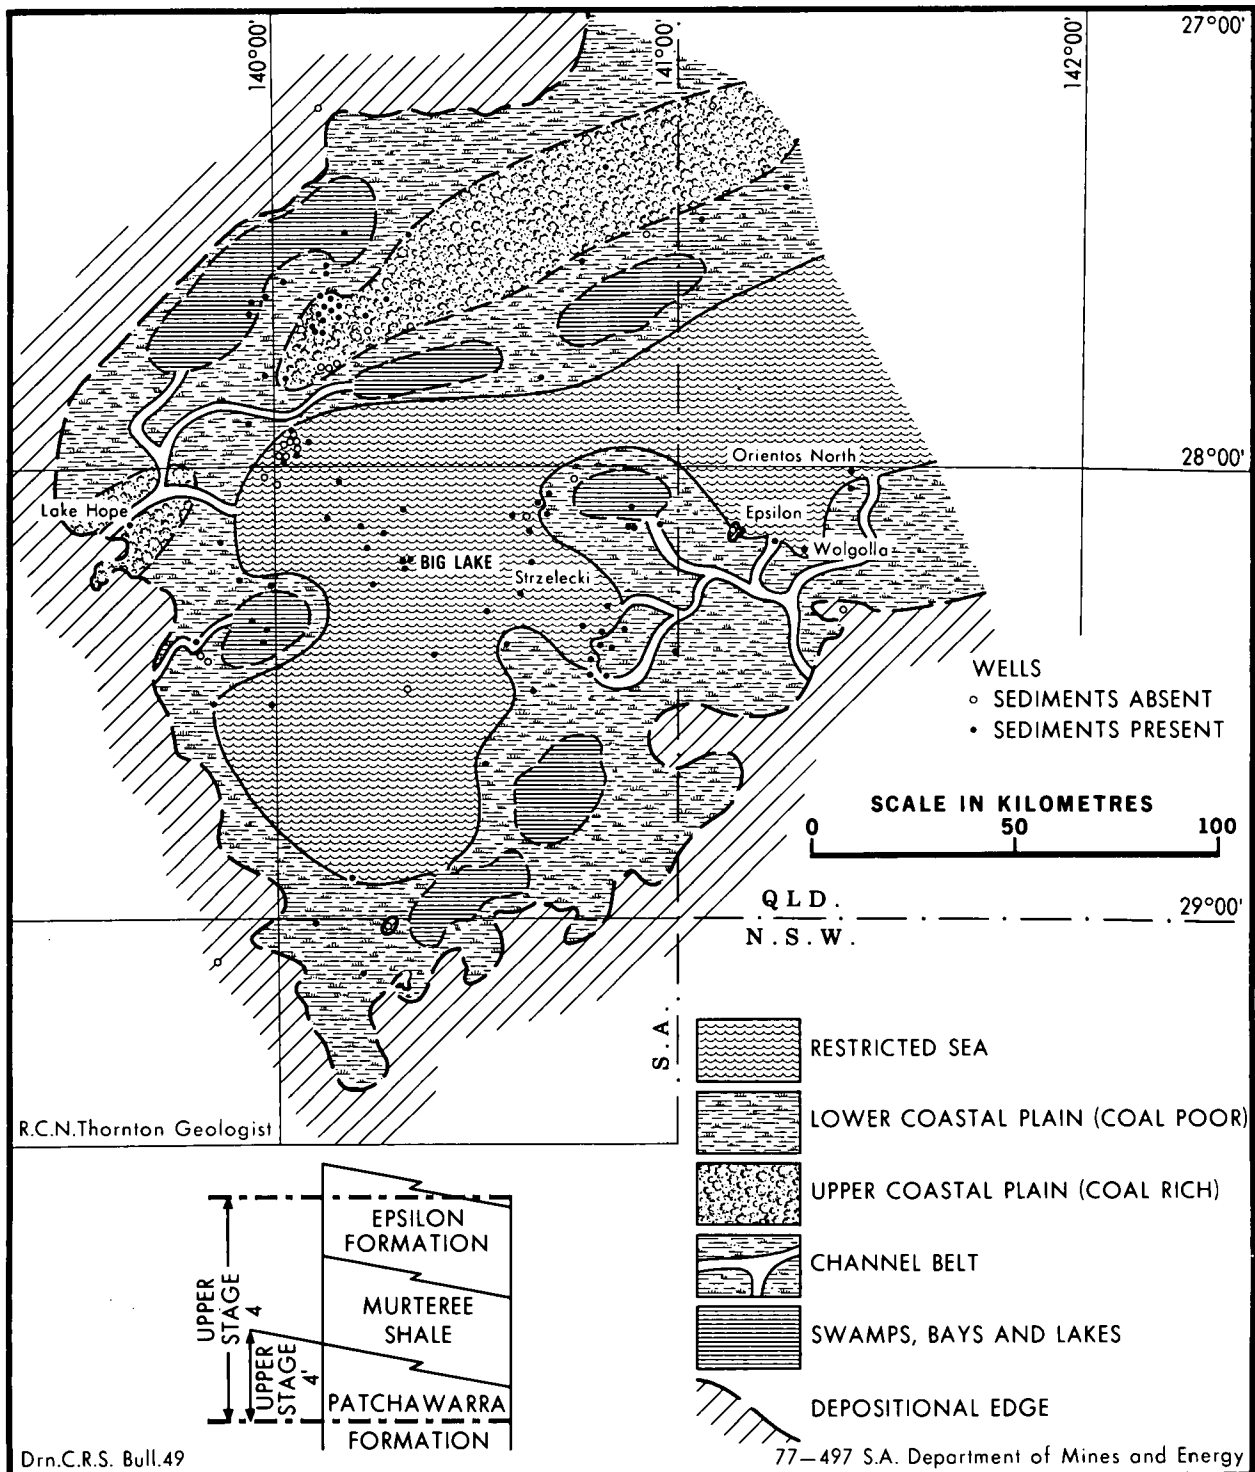 140°00'
141°00'
142°00'
27°00'
Orientos North
28°00'
Lake Hope
Epsilon
Wolgolla
BIG LAKE
Strzelecki
WELLS
○ SEDIMENTS ABSENT
• SEDIMENTS PRESENT
SCALE IN KILOMETRES
0 50 100
QLD.
N.S.W.
29°00'
S.A.
R.C.N.Thornton Geologist
RESTRICTED SEA
LOWER COASTAL PLAIN (COAL POOR)
UPPER COASTAL PLAIN (COAL RICH)
CHANNEL BELT
SWAMPS, BAYS AND LAKES
DEPOSITIONAL EDGE
UPPER
STAGE
4
UPPER
STAGE
4'
EPSILON
FORMATION
MURTEREE
SHALE
PATCHAWARRA
FORMATION
Drn.C.R.S. Bull.49
77–497 S.A. Department of Mines and Energy